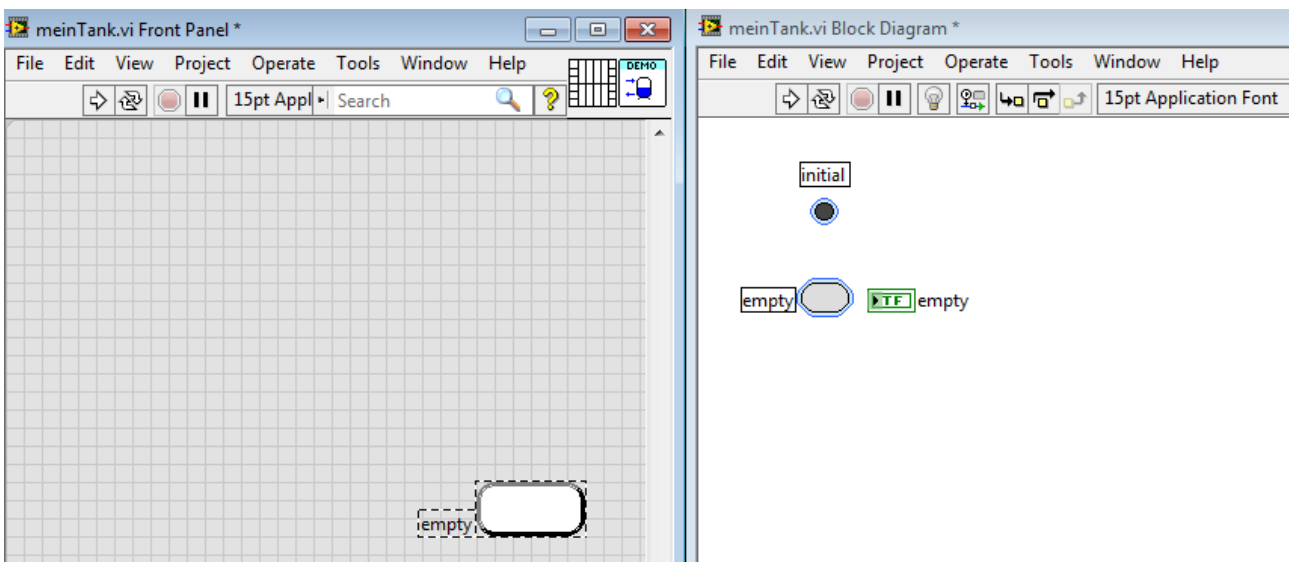 meinTank.vi Front Panel *
File Edit View Project Operate Tools Window Help
DEMO
15pt Appl Search ?
empty
meinTank.vi Block Diagram *
File Edit View Project Operate Tools Window Help
15pt Application Font
initial
empty TF empty